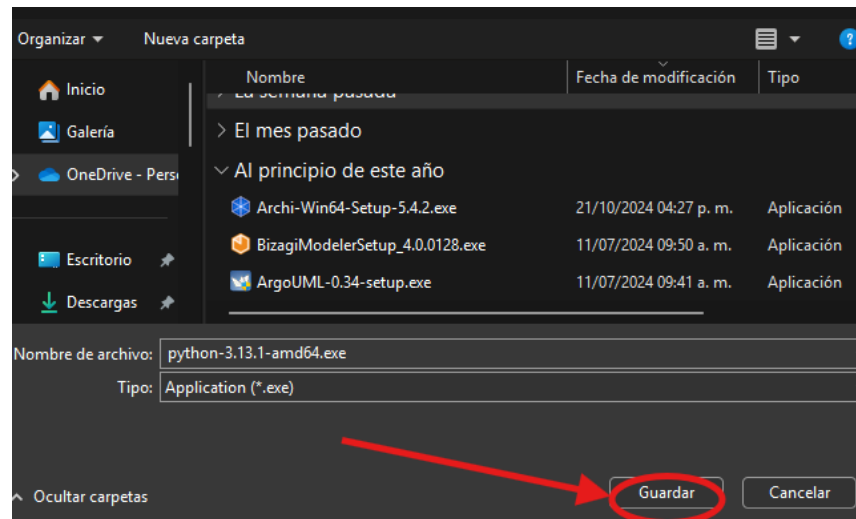 Organizar Nueva carpeta
Inicio
Galería
OneDrive - Pers
Escritorio
Descargas
Nombre Fecha de modificación Tipo
La semana pasada
El mes pasado
Al principio de este año
Archi-Win64-Setup-5.4.2.exe 21/10/2024 04:27 p. m. Aplicación
BizagiModelerSetup_4.0.0128.exe 11/07/2024 09:50 a. m. Aplicación
ArgoUML-0.34-setup.exe 11/07/2024 09:41 a. m. Aplicación
Nombre de archivo: python-3.13.1-amd64.exe
Tipo: Application (*.exe)
Ocultar carpetas Guardar Cancelar